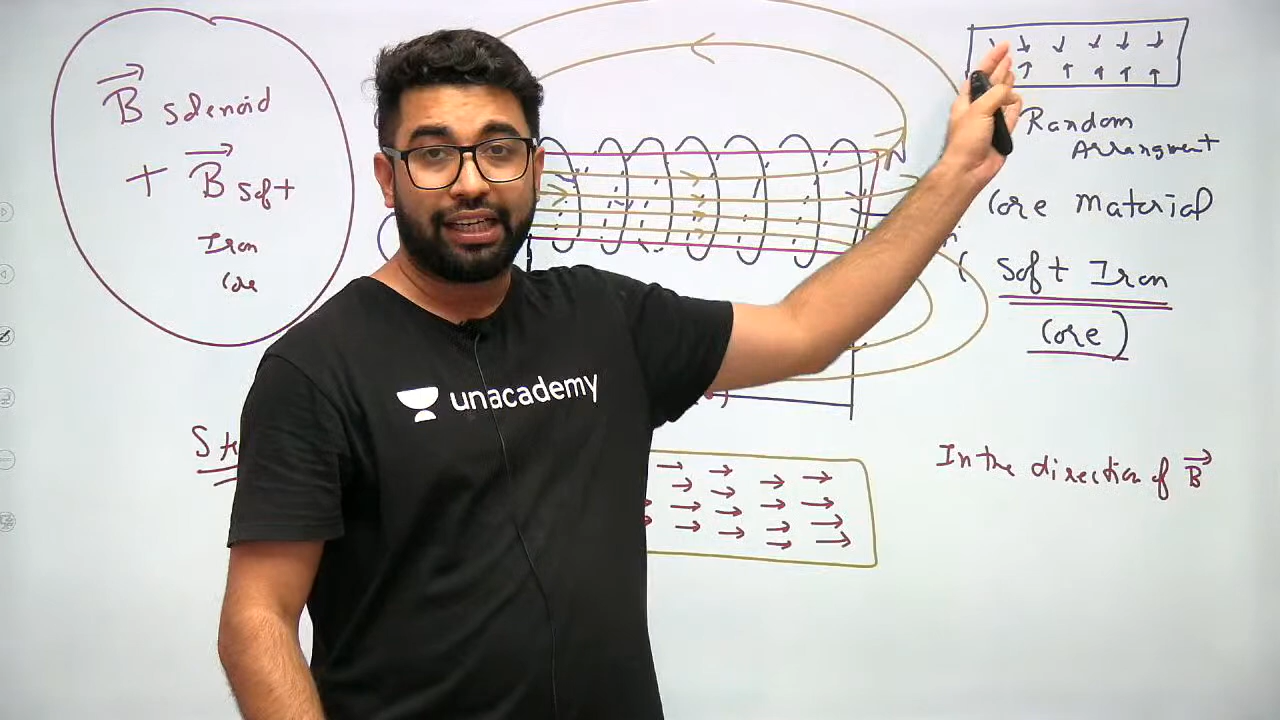 B solenoid
+ B soft
Iron
Core
N
Random
Arrangment
Core Material
( Soft Iron
Core )
unacademy
In the direction of B